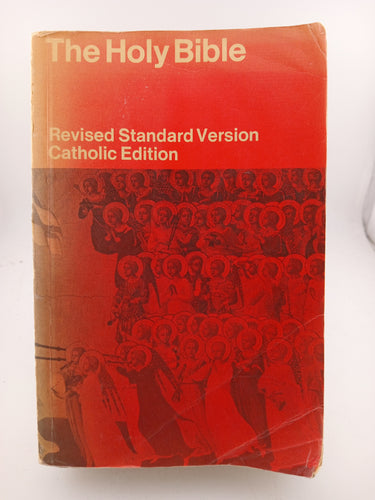 The Holy Bible
Revised Standard Version
Catholic Edition